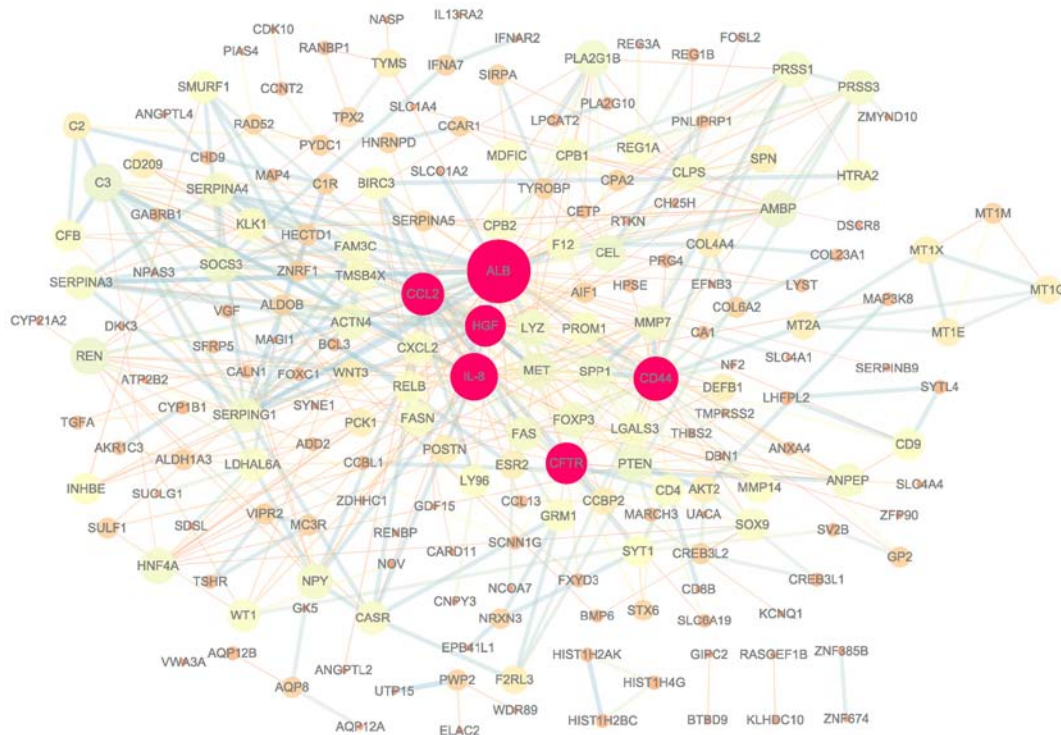 NASP
IL13RA2
CDK10
IFNAR2
REG3A
FOSL2
PIAS4
RANBP1
IFNA7
PLA2G1B
REG1B
TYMS
SIRPA
PRSS1
SMURF1
CCNT2
SLC1A4
PLA2G10
PRSS3
ANGPTL4
TPX2
LPCAT2
ZMYND10
C2
RAD52
CCAR1
PNLIPRP1
PYDC1
HNRNPD
REG1A
CD209
CHD9
MDFIC
CPB1
SPN
C3
MAP4
C1R
BIRC3
SLCO1A2
CLPS
HTRA2
SERPINA4
TYROBP
CPA2
GABRB1
CETP
CH25H
AMBP
KLK1
SERPINA5
CPB2
RTKN
MT1M
CFB
HECTD1
FAM3C
F12
COL4A4
DSCR8
NPAS3
SOCS3
ZNRF1
CEL
PRG4
COL23A1
MT1X
SERPINA3
TMSB4X
ALB
EFNB3
LYST
CCL2
AIF1
HPSE
MAP3K8
VGF
ALDOB
COL6A2
CYP21A2
DKK3
ACTN4
HGF
LYZ
PROM1
MMP7
CA1
MT2A
MT1E
SFRP5
MAGI1
BCL3
CXCL2
REN
SLC4A1
CALN1
FOXC1
WNT3
IL-8
MET
SPP1
CD44
NF2
SERPINB9
ATP2B2
RELB
DEFB1
SYTL4
CYP1B1
SYNE1
LHFPL2
TGFA
SERPING1
FASN
FOXP3
LGALS3
TMPRSS2
PCK1
FAS
THBS2
AKR1C3
ADD2
POSTN
ANXA4
CD9
ALDH1A3
LDHAL6A
CCBL1
ESR2
CFTR
PTEN
DBN1
INHBE
LY96
ANPEP
SLC4A4
SUCLG1
ZDHHC1
CD4
AKT2
MMP14
GDF15
CCL13
CCBP2
SULF1
VIPR2
GRM1
MARCH3
UACA
ZFP90
SDSL
MC3R
RENBP
SCNN1G
SOX9
SV2B
CARD11
SYT1
CREB3L2
GP2
HNF4A
NOV
TSHR
NPY
FXYD3
CREB3L1
NCOA7
CD8B
CNPY3
GK5
WT1
CASR
NRXN3
BMP6
STX6
KCNQ1
SLC6A19
EPB41L1
AQP12B
HIST1H2AK
GIPC2
RASGEF1B
ZNF385B
VWA3A
ANGPTL2
PWP2
F2RL3
AQP8
UTP15
HIST1H4G
WDR89
AQP12A
ELAC2
HIST1H2BC
BTBD9
KLHDC10
ZNF674